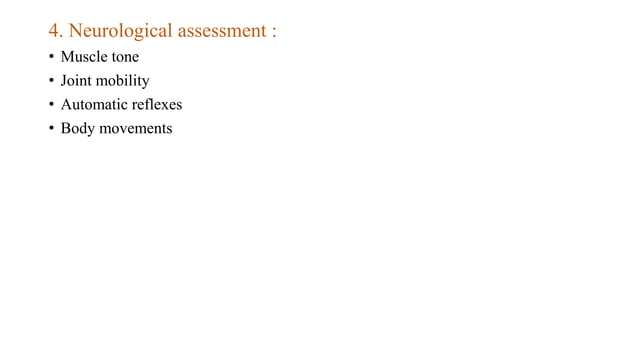 4. Neurological assessment :
• Muscle tone
• Joint mobility
• Automatic reflexes
• Body movements